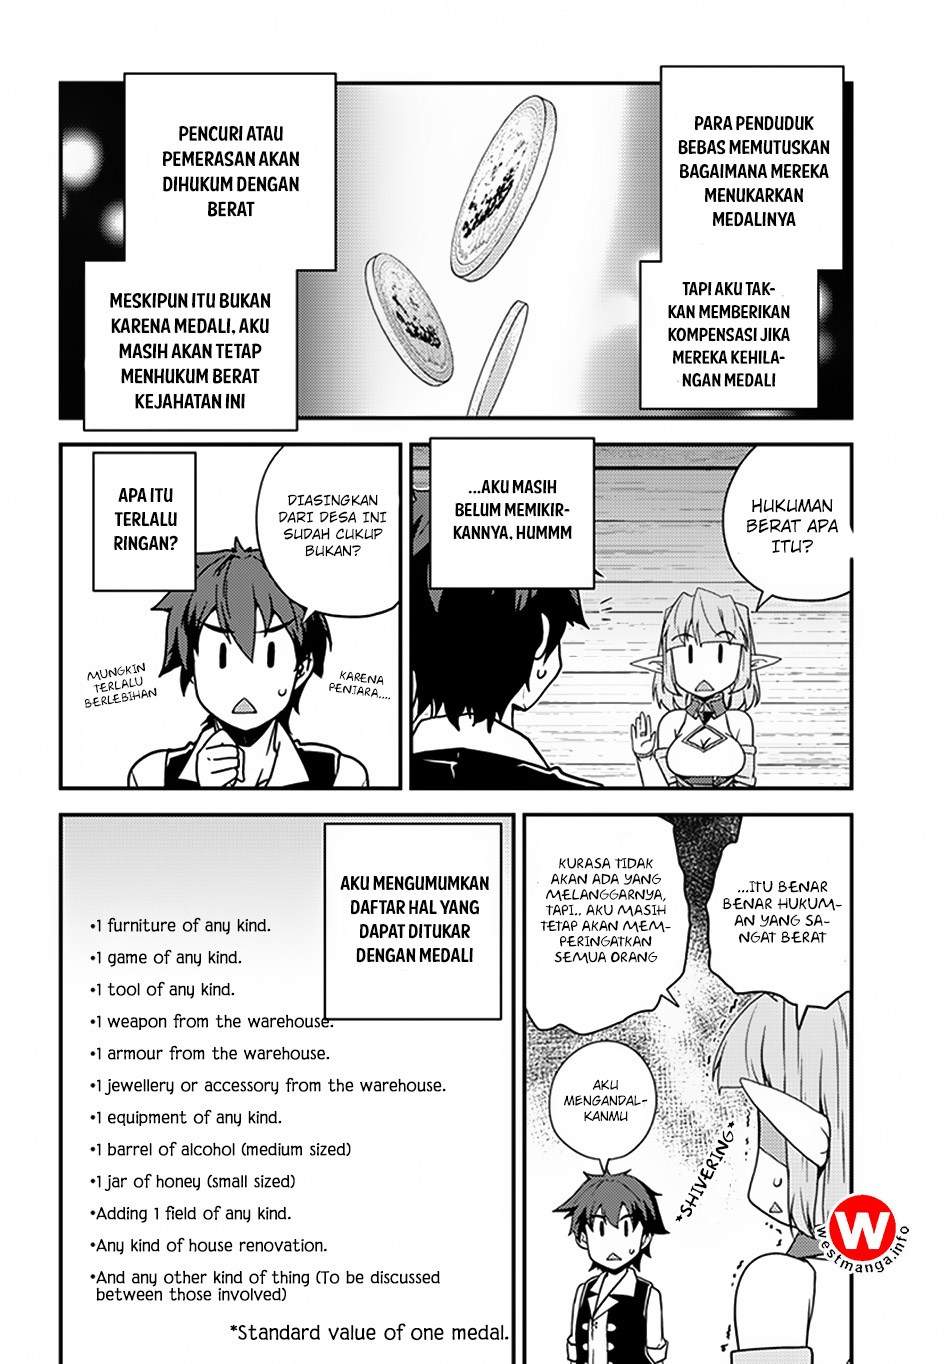 PARA PENDUDUK
BEBAS MEMUTUSKAN
BAGAIMANA MEREKA
MENUKARKAN
MEDALINYA
TAPI AKU TAK-
KAN MEMBERIKAN
KOMPENSASI JIKA
MEREKA KEHILA-
NGAN MEDALI
PENCURI ATAU
PEMERASAN AKAN
DIHUKUM DENGAN
BERAT
MESKIPUN ITU BUKAN
KARENA MEDALI, AKU
MASIH AKAN TETAP
MENHUKUM BERAT
KEJAHATAN INI
HUKUMAN
BERAT APA
ITU?
...AKU MASIH
BELUM MEMIKIR-
KANNYA, HUMMM
DIASINGKAN
DARI DESA INI
SUDAH CUKUP
BUKAN?
APA ITU
TERLALU
RINGAN?
KARENA
PENJARA....
MUNGKIN
TERLALU
BERLEBIHAN
...ITU BENAR
BENAR HUKUM-
AN YANG SA-
NGAT BERAT
KURASA TIDAK
AKAN ADA YANG
MELANGGARNYA,
TAPI.. AKU MASIH
TETAP AKAN MEM-
PERINGATKAN
SEMUA ORANG
*SHIVERING*
AKU
MENGANDAL-
KANMU
AKU MENGUMUMKAN
DAFTAR HAL YANG
DAPAT DITUKAR
DENGAN MEDALI
•1 furniture of any kind.
•1 game of any kind.
•1 tool of any kind.
•1 weapon from the warehouse.
•1 armour from the warehouse.
•1 jewellery or accessory from the warehouse.
•1 equipment of any kind.
•1 barrel of alcohol (medium sized)
•1 jar of honey (small sized)
•Adding 1 field of any kind.
•Any kind of house renovation.
•And any other kind of thing (To be discussed
between those involved)
*Standard value of one medal.
W
Westmanga.info